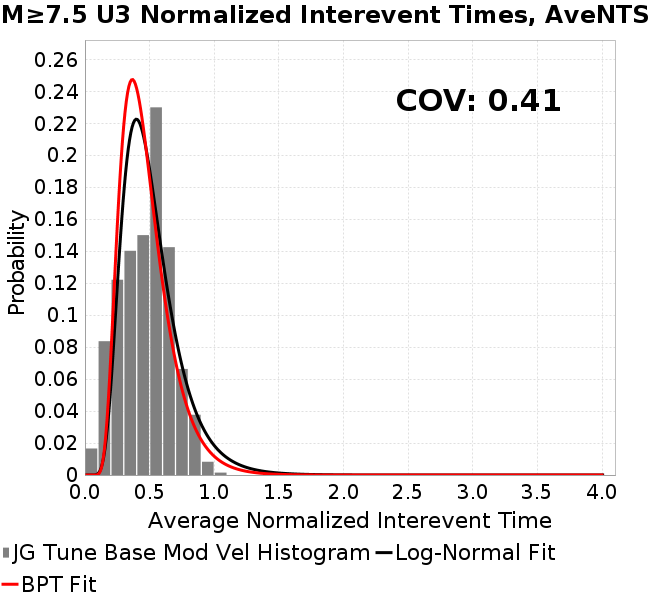 M≥7.5 U3 Normalized Interevent Times, AveNTS
COV: 0.41
0.26
0.24
0.22
0.2
0.18
0.16
0.14
0.12
0.1
0.08
0.06
0.04
0.02
0
Probability
0.0 0.5 1.0 1.5 2.0 2.5 3.0 3.5 4.0
Average Normalized Interevent Time
JG Tune Base Mod Vel Histogram Log-Normal Fit
BPT Fit